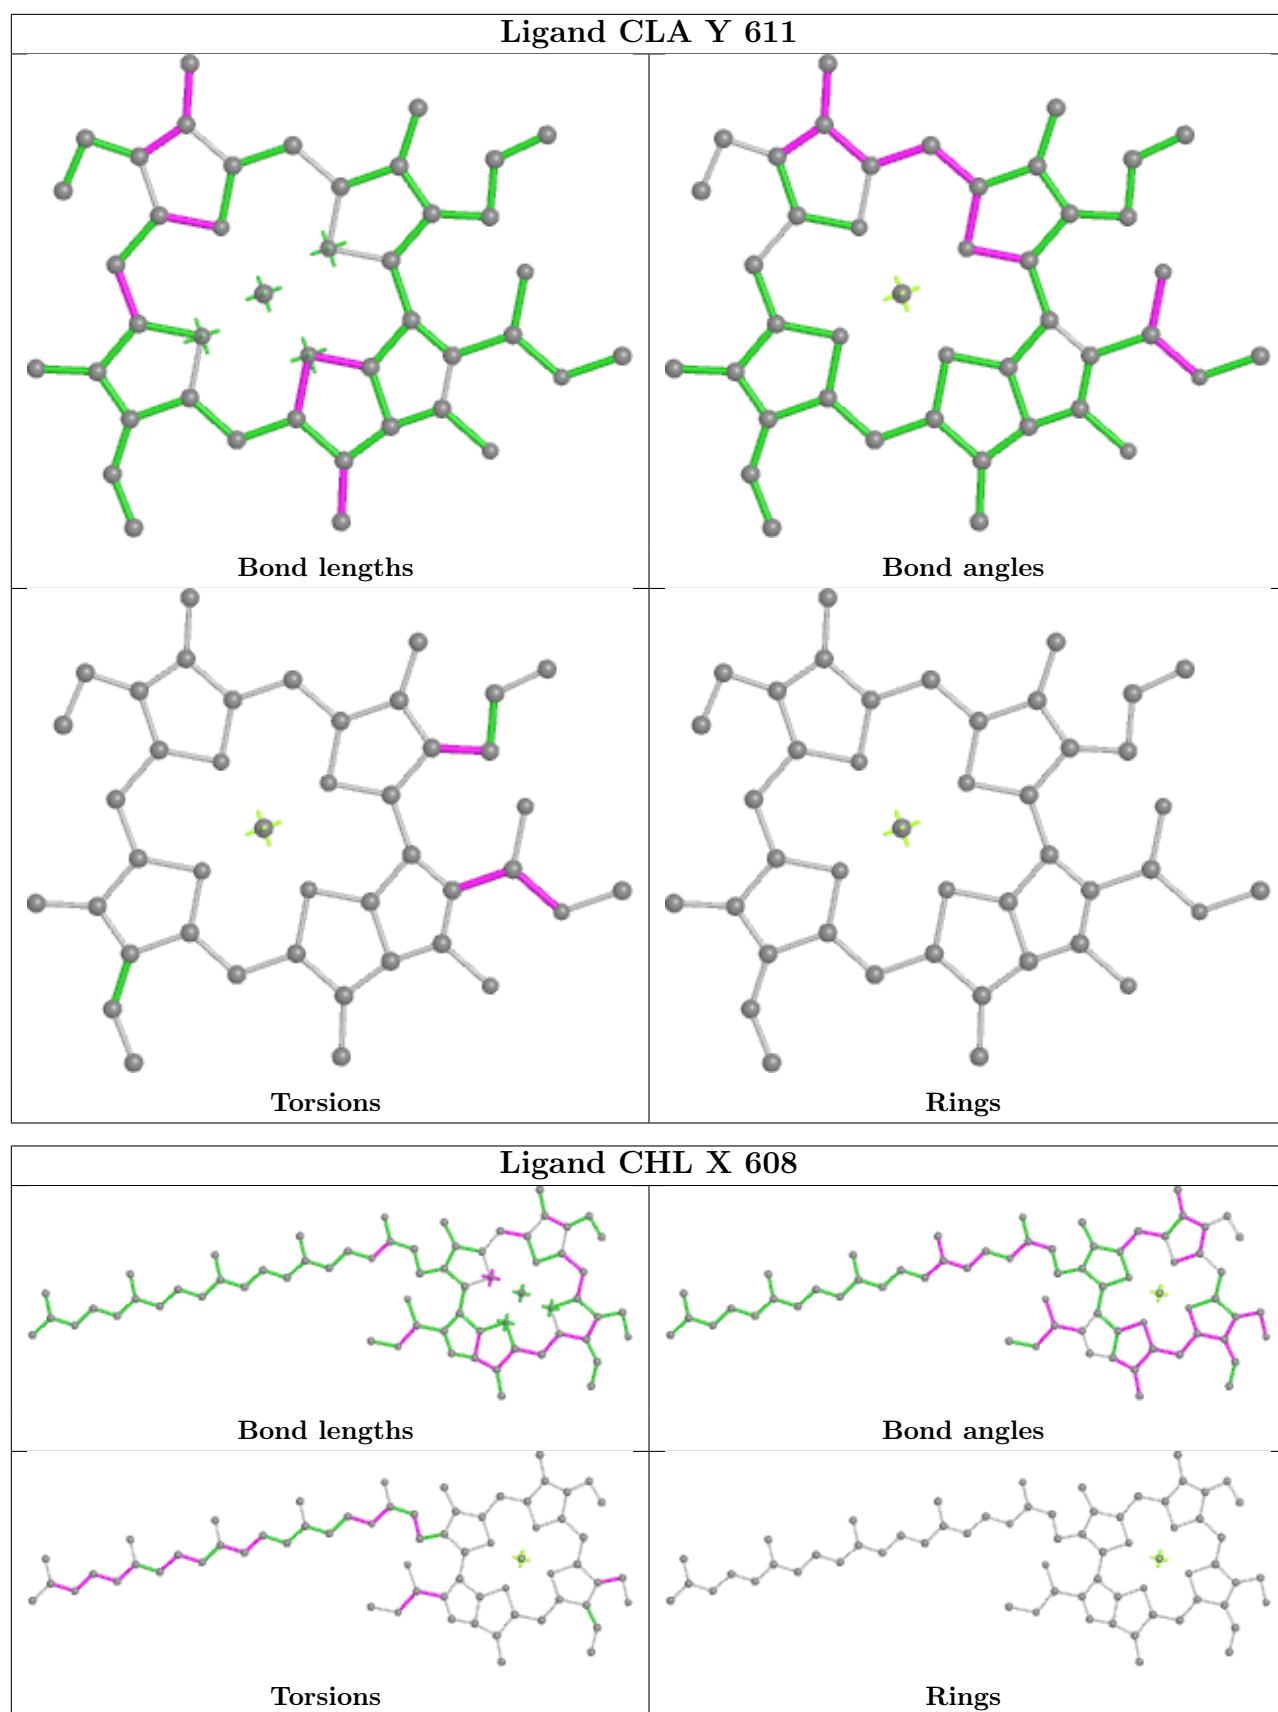 Ligand CLA Y 611
Bond lengths
Bond angles
Torsions
Rings
Ligand CHL X 608
Bond lengths
Bond angles
Torsions
Rings